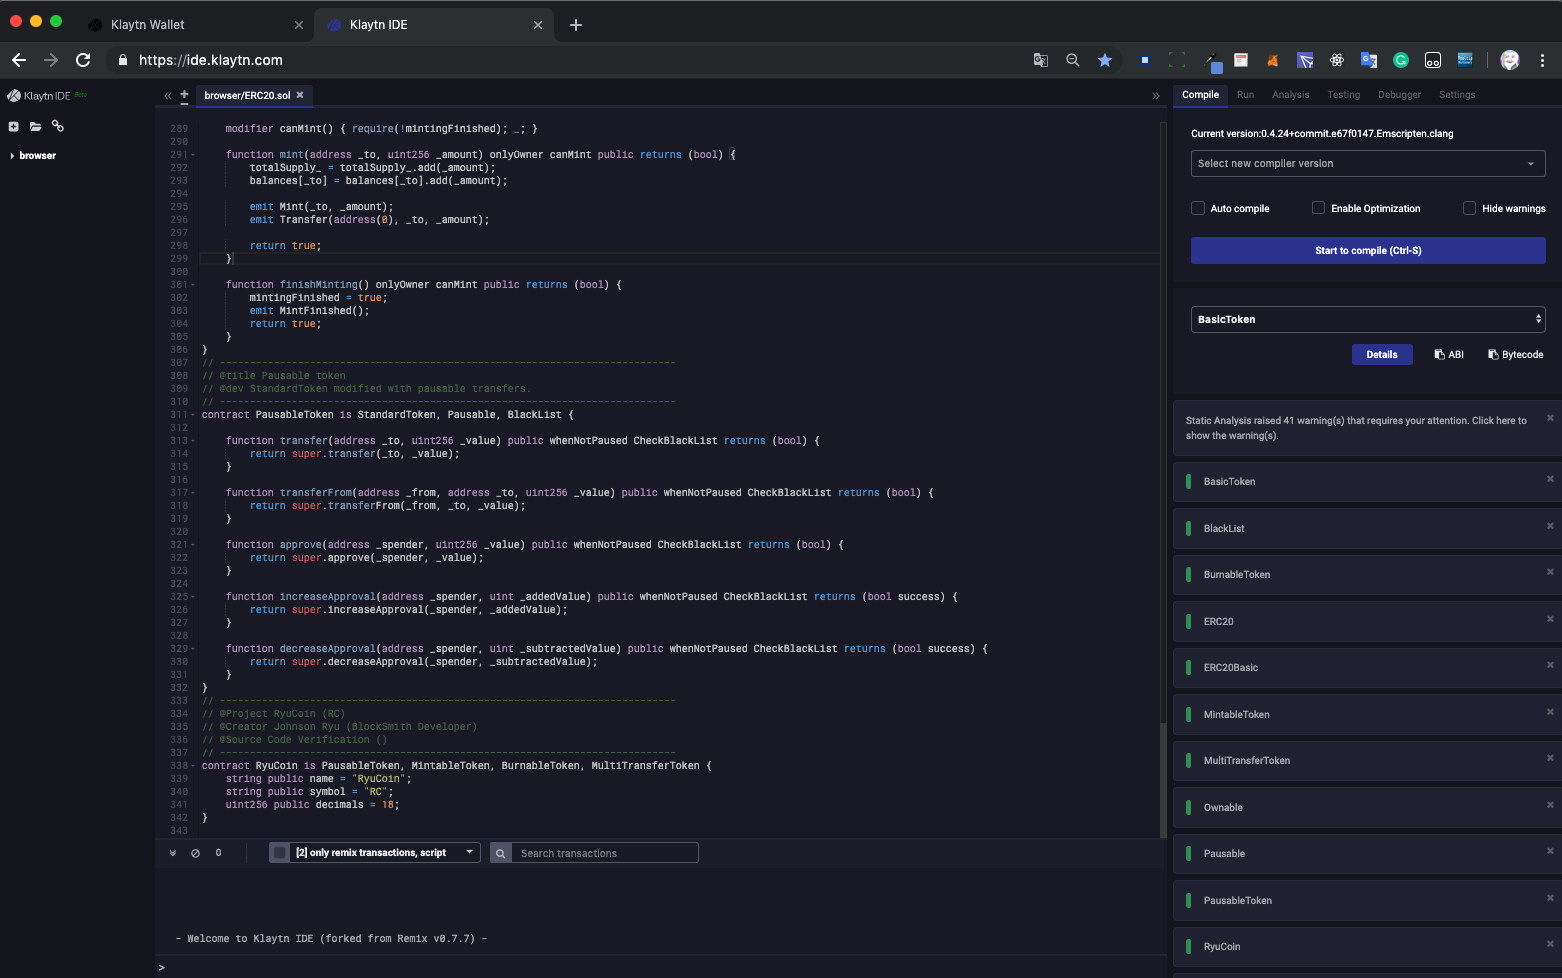 Klaytn Wallet
Klaytn IDE
https://ide.klaytn.com
Klaytn IDE Beta
browser
browser/ERC20.sol
289 modifier canMint() { require(!mintingFinished); _; }
290
291 function mint(address _to, uint256 _amount) onlyOwner canMint public returns (bool) {
292 totalSupply_ = totalSupply_.add(_amount);
293 balances[_to] = balances[_to].add(_amount);
294
295 emit Mint(_to, _amount);
296 emit Transfer(address(0), _to, _amount);
297
298 return true;
299 }
300
301 function finishMinting() onlyOwner canMint public returns (bool) {
302 mintingFinished = true;
303 emit MintFinished();
304 return true;
305 }
306 }
307 // ----------------------------------------------------------------------------
308 // @title Pausable token
309 // @dev StandardToken modified with pausable transfers.
310 // ----------------------------------------------------------------------------
311 contract PausableToken is StandardToken, Pausable, BlackList {
312
313 function transfer(address _to, uint256 _value) public whenNotPaused CheckBlackList returns (bool) {
314 return super.transfer(_to, _value);
315 }
316
317 function transferFrom(address _from, address _to, uint256 _value) public whenNotPaused CheckBlackList returns (bool) {
318 return super.transferFrom(_from, _to, _value);
319 }
320
321 function approve(address _spender, uint256 _value) public whenNotPaused CheckBlackList returns (bool) {
322 return super.approve(_spender, _value);
323 }
324
325 function increaseApproval(address _spender, uint _addedValue) public whenNotPaused CheckBlackList returns (bool success) {
326 return super.increaseApproval(_spender, _addedValue);
327 }
328
329 function decreaseApproval(address _spender, uint _subtractedValue) public whenNotPaused CheckBlackList returns (bool success) {
330 return super.decreaseApproval(_spender, _subtractedValue);
331 }
332 }
333 // ----------------------------------------------------------------------------
334 // @Project RyuCoin (RC)
335 // @Creator Johnson Ryu (BlockSmith Developer)
336 // @Source Code Verification ()
337 // ----------------------------------------------------------------------------
338 contract RyuCoin is PausableToken, MintableToken, BurnableToken, MultiTransferToken {
339 string public name = "RyuCoin";
340 string public symbol = "RC";
341 uint256 public decimals = 18;
342 }
343
0
[2] only remix transactions, script
Search transactions
- Welcome to Klaytn IDE (forked from Remix v0.7.7) -
>
Compile Run Analysis Testing Debugger Settings
Current version:0.4.24+commit.e67f0147.Emscripten.clang
Select new compiler version
Auto compile Enable Optimization Hide warnings
Start to compile (Ctrl-S)
BasicToken
Details ABI Bytecode
Static Analysis raised 41 warning(s) that requires your attention. Click here to
show the warning(s).
BasicToken
BlackList
BurnableToken
ERC20
ERC20Basic
MintableToken
MultiTransferToken
Ownable
Pausable
PausableToken
RyuCoin